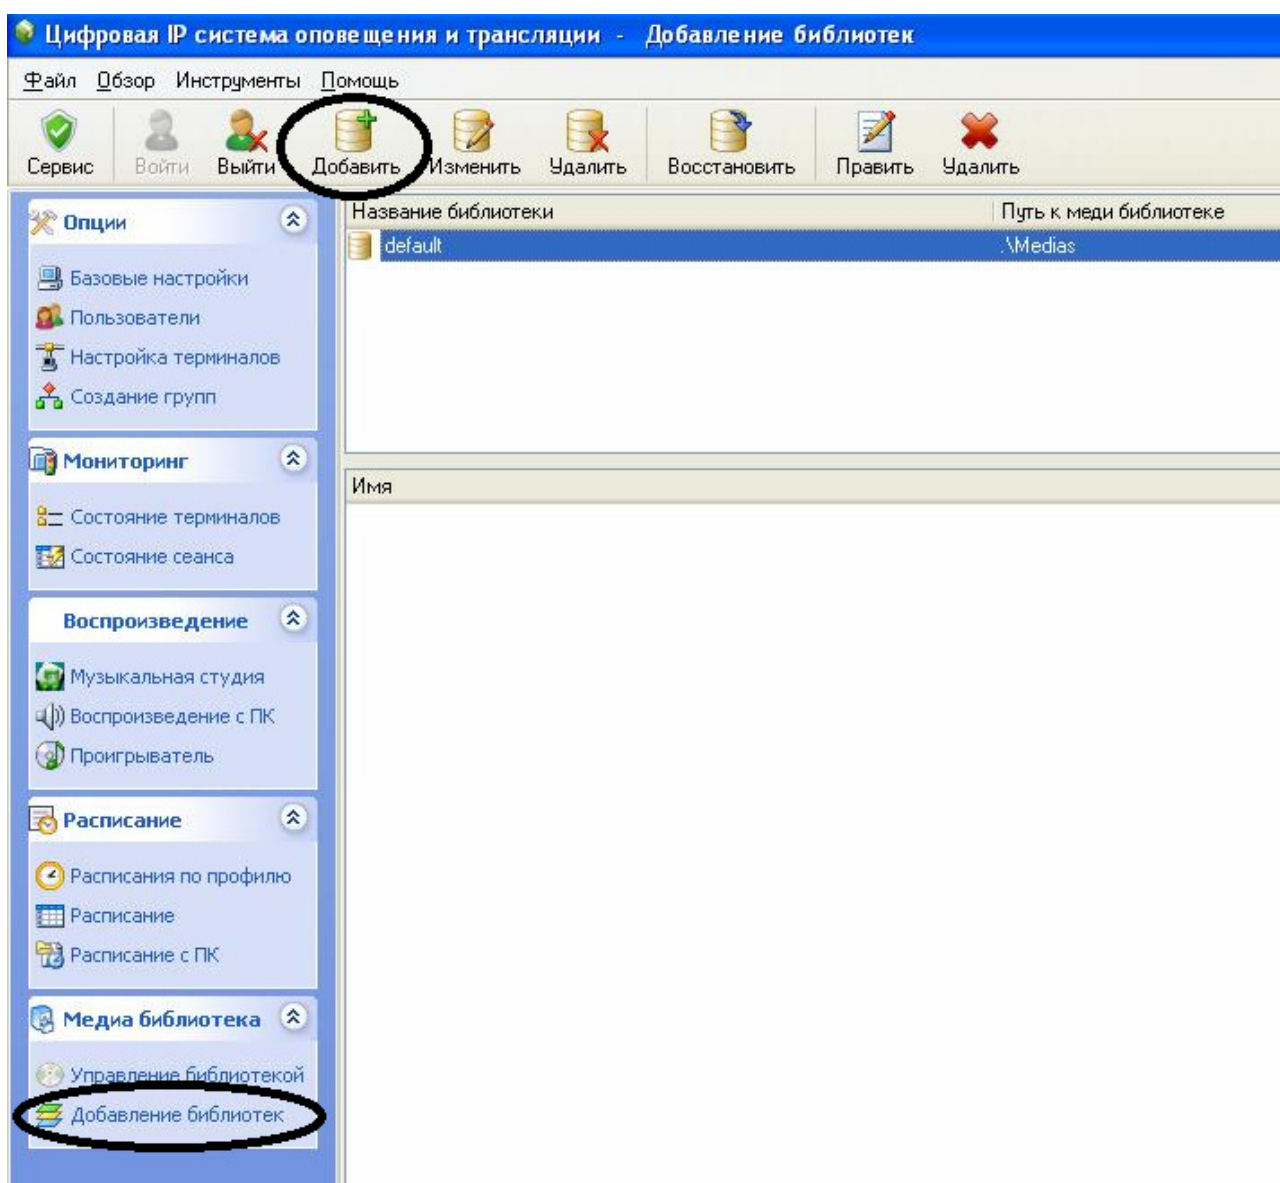 Цифровая IP система оповещения и трансляции - Добавление библиотек
Файл Обзор Инструменты Помощь
Сервис Войти Выйти Добавить Изменить Удалить Восстановить Править Удалить
Опции
Базовые настройки
Пользователи
Настройка терминалов
Создание групп
Мониторинг
Состояние терминалов
Состояние сеанса
Воспроизведение
Музыкальная студия
Воспроизведение с ПК
Проигрыватель
Расписание
Расписания по профилю
Расписание
Расписание с ПК
Медиа библиотека
Управление библиотекой
Добавление библиотек
Название библиотеки Путь к меди библиотеке
default .\Medias
Имя